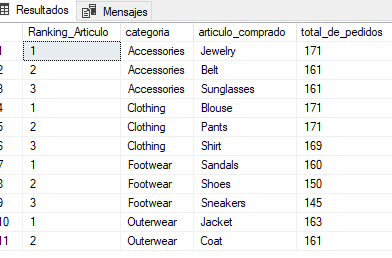 Resultados Mensajes
Ranking_Articulo categoria articulo_comprado total_de_pedidos
1 1 Accessories Jewelry 171
2 2 Accessories Belt 161
3 3 Accessories Sunglasses 161
4 1 Clothing Blouse 171
5 2 Clothing Pants 171
6 3 Clothing Shirt 169
7 1 Footwear Sandals 160
8 2 Footwear Shoes 150
9 3 Footwear Sneakers 145
10 1 Outerwear Jacket 163
11 2 Outerwear Coat 161